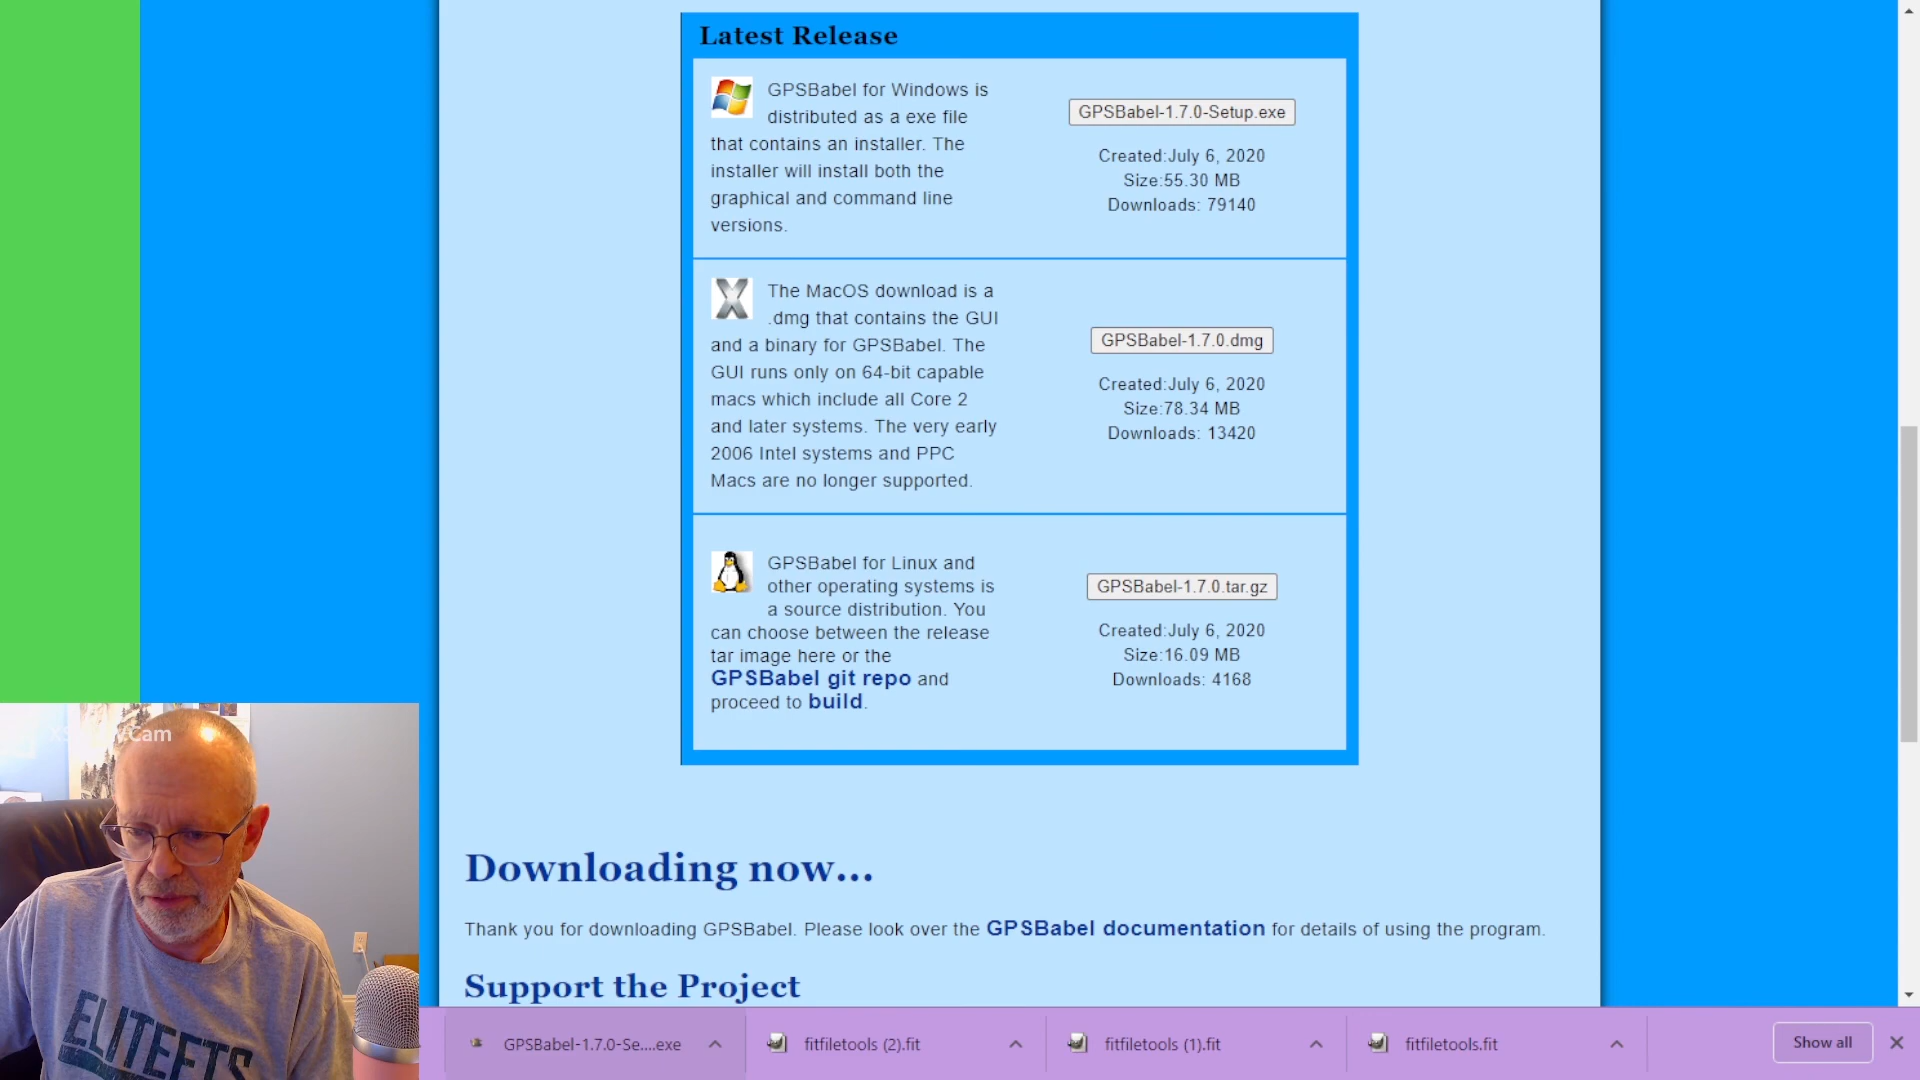 Latest Release
GPSBabel for Windows is
distributed as a exe file
that contains an installer. The
installer will install both the
graphical and command line
versions.
GPSBabel-1.7.0-Setup.exe
Created:July 6, 2020
Size:55.30 MB
Downloads: 79140
The MacOS download is a
.dmg that contains the GUI
and a binary for GPSBabel. The
GUI runs only on 64-bit capable
macs which include all Core 2
and later systems. The very early
2006 Intel systems and PPC
Macs are no longer supported.
GPSBabel-1.7.0.dmg
Created:July 6, 2020
Size:78.34 MB
Downloads: 13420
GPSBabel for Linux and
other operating systems is
a source distribution. You
can choose between the release
tar image here or the
GPSBabel git repo and
proceed to build.
GPSBabel-1.7.0.tar.gz
Created:July 6, 2020
Size:16.09 MB
Downloads: 4168
Downloading now...
Thank you for downloading GPSBabel. Please look over the GPSBabel documentation for details of using the program.
Support the Project
Cam
ELITEFTS
GPSBabel-1.7.0-Se....exe
fitfiletools (2).fit
fitfiletools (1).fit
fitfiletools.fit
Show all